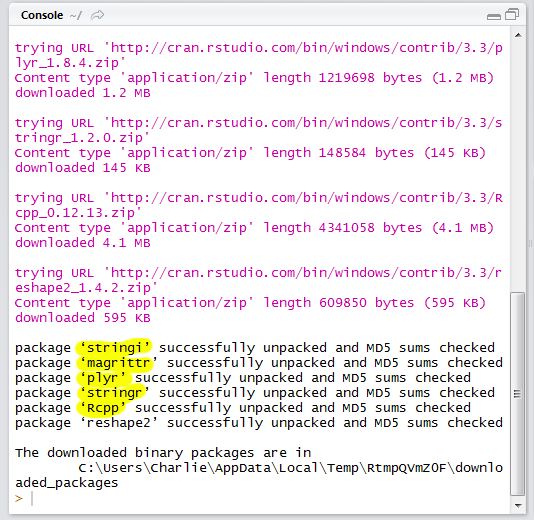 Console ~/
trying URL 'http://cran.rstudio.com/bin/windows/contrib/3.3/p
lyr_1.8.4.zip'
Content type 'application/zip' length 1219698 bytes (1.2 MB)
downloaded 1.2 MB
trying URL 'http://cran.rstudio.com/bin/windows/contrib/3.3/s
tringr_1.2.0.zip'
Content type 'application/zip' length 148584 bytes (145 KB)
downloaded 145 KB
trying URL 'http://cran.rstudio.com/bin/windows/contrib/3.3/R
cpp_0.12.13.zip'
Content type 'application/zip' length 4341058 bytes (4.1 MB)
downloaded 4.1 MB
trying URL 'http://cran.rstudio.com/bin/windows/contrib/3.3/r
eshape2_1.4.2.zip'
Content type 'application/zip' length 609850 bytes (595 KB)
downloaded 595 KB
package ‘stringi’ successfully unpacked and MD5 sums checked
package ‘magrittr’ successfully unpacked and MD5 sums checked
package ‘plyr’ successfully unpacked and MD5 sums checked
package ‘stringr’ successfully unpacked and MD5 sums checked
package ‘Rcpp’ successfully unpacked and MD5 sums checked
package ‘reshape2’ successfully unpacked and MD5 sums checked
The downloaded binary packages are in
C:\Users\Charlie\AppData\Local\Temp\RtmpQVmZ0F\downlo
aded_packages
>